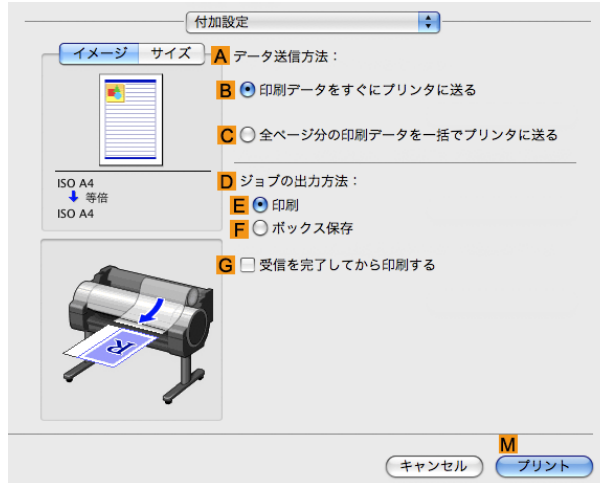 付加設定
イメージ サイズ
A データ送信方法：
B 印刷データをすぐにプリンタに送る
C 全ページ分の印刷データを一括でプリンタに送る
ISO A4
等倍
ISO A4
D ジョブの出力方法：
E 印刷
F ボックス保存
G 受信を完了してから印刷する
R
M
キャンセル プリント